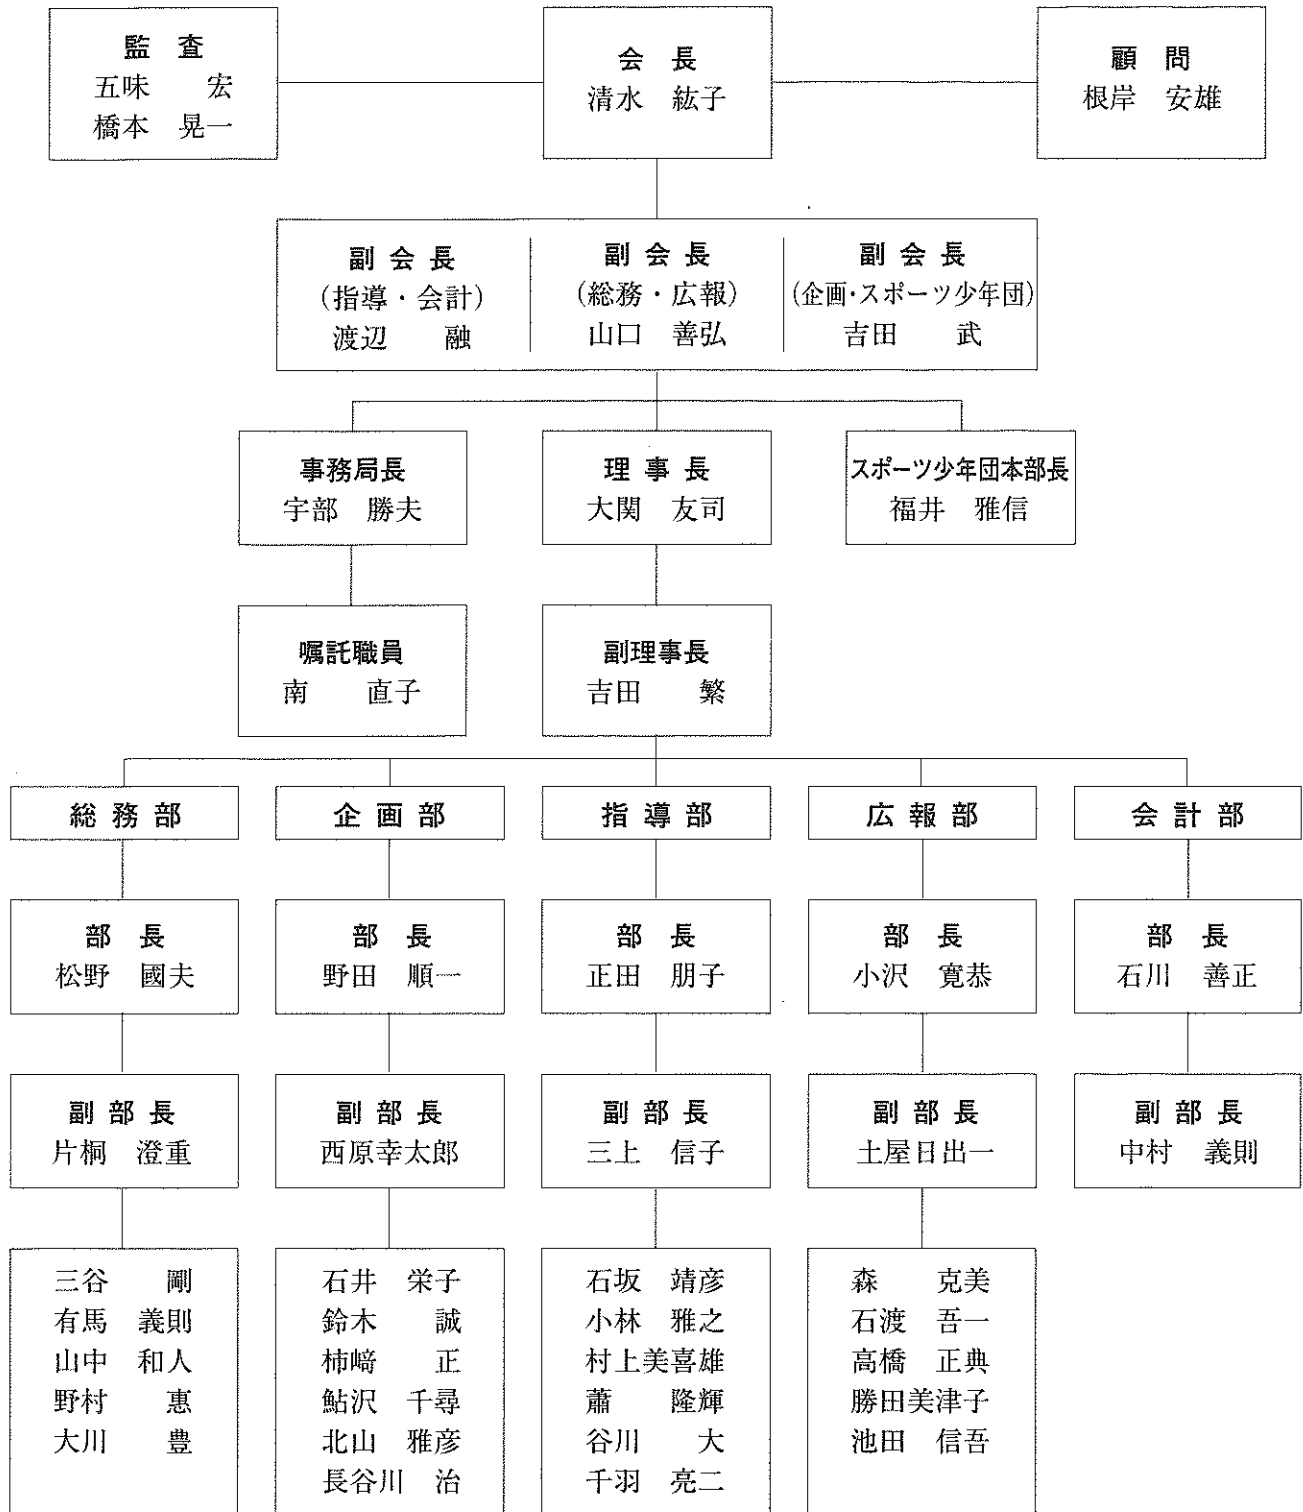 監　査
五味　　宏
橋本　晃一
会　長
清水　紘子
顧　問
根岸　安雄
副 会 長
(指導・会計)
渡辺　　融
副 会 長
(総務・広報)
山口　善弘
副 会 長
(企画・スポーツ少年団)
吉田　　武
事務局長
宇部　勝夫
理 事 長
大関　友司
スポーツ少年団本部長
福井　雅信
嘱託職員
南　　直子
副理事長
吉田　　繁
総 務 部
企 画 部
指 導 部
広 報 部
会 計 部
部　長
松野　國夫
部　長
野田　順一
部　長
正田　朋子
部　長
小沢　寛恭
部　長
石川　善正
副 部 長
片桐　澄重
副 部 長
西原幸太郎
副 部 長
三上　信子
副 部 長
土屋日出一
副 部 長
中村　義則
三谷　　剛
有馬　義則
山中　和人
野村　　恵
大川　　豊
石井　栄子
鈴木　　誠
柿﨑　　正
鮎沢　千尋
北山　雅彦
長谷川　治
石坂　靖彦
小林　雅之
村上美喜雄
蕭　　隆輝
谷川　　大
千羽　亮二
森　　克美
石渡　吾一
高橋　正典
勝田美津子
池田　信吾